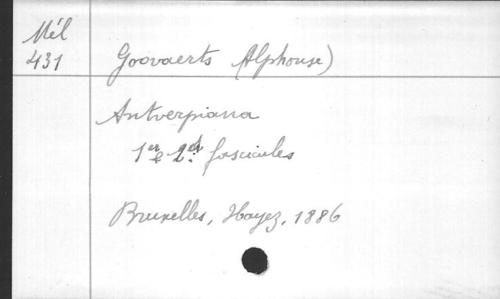 Mél
431
Goovaerts (Alphonse)
Antverpiana
1er & 2d fascicules
Bruxelles, Hayez, 1886